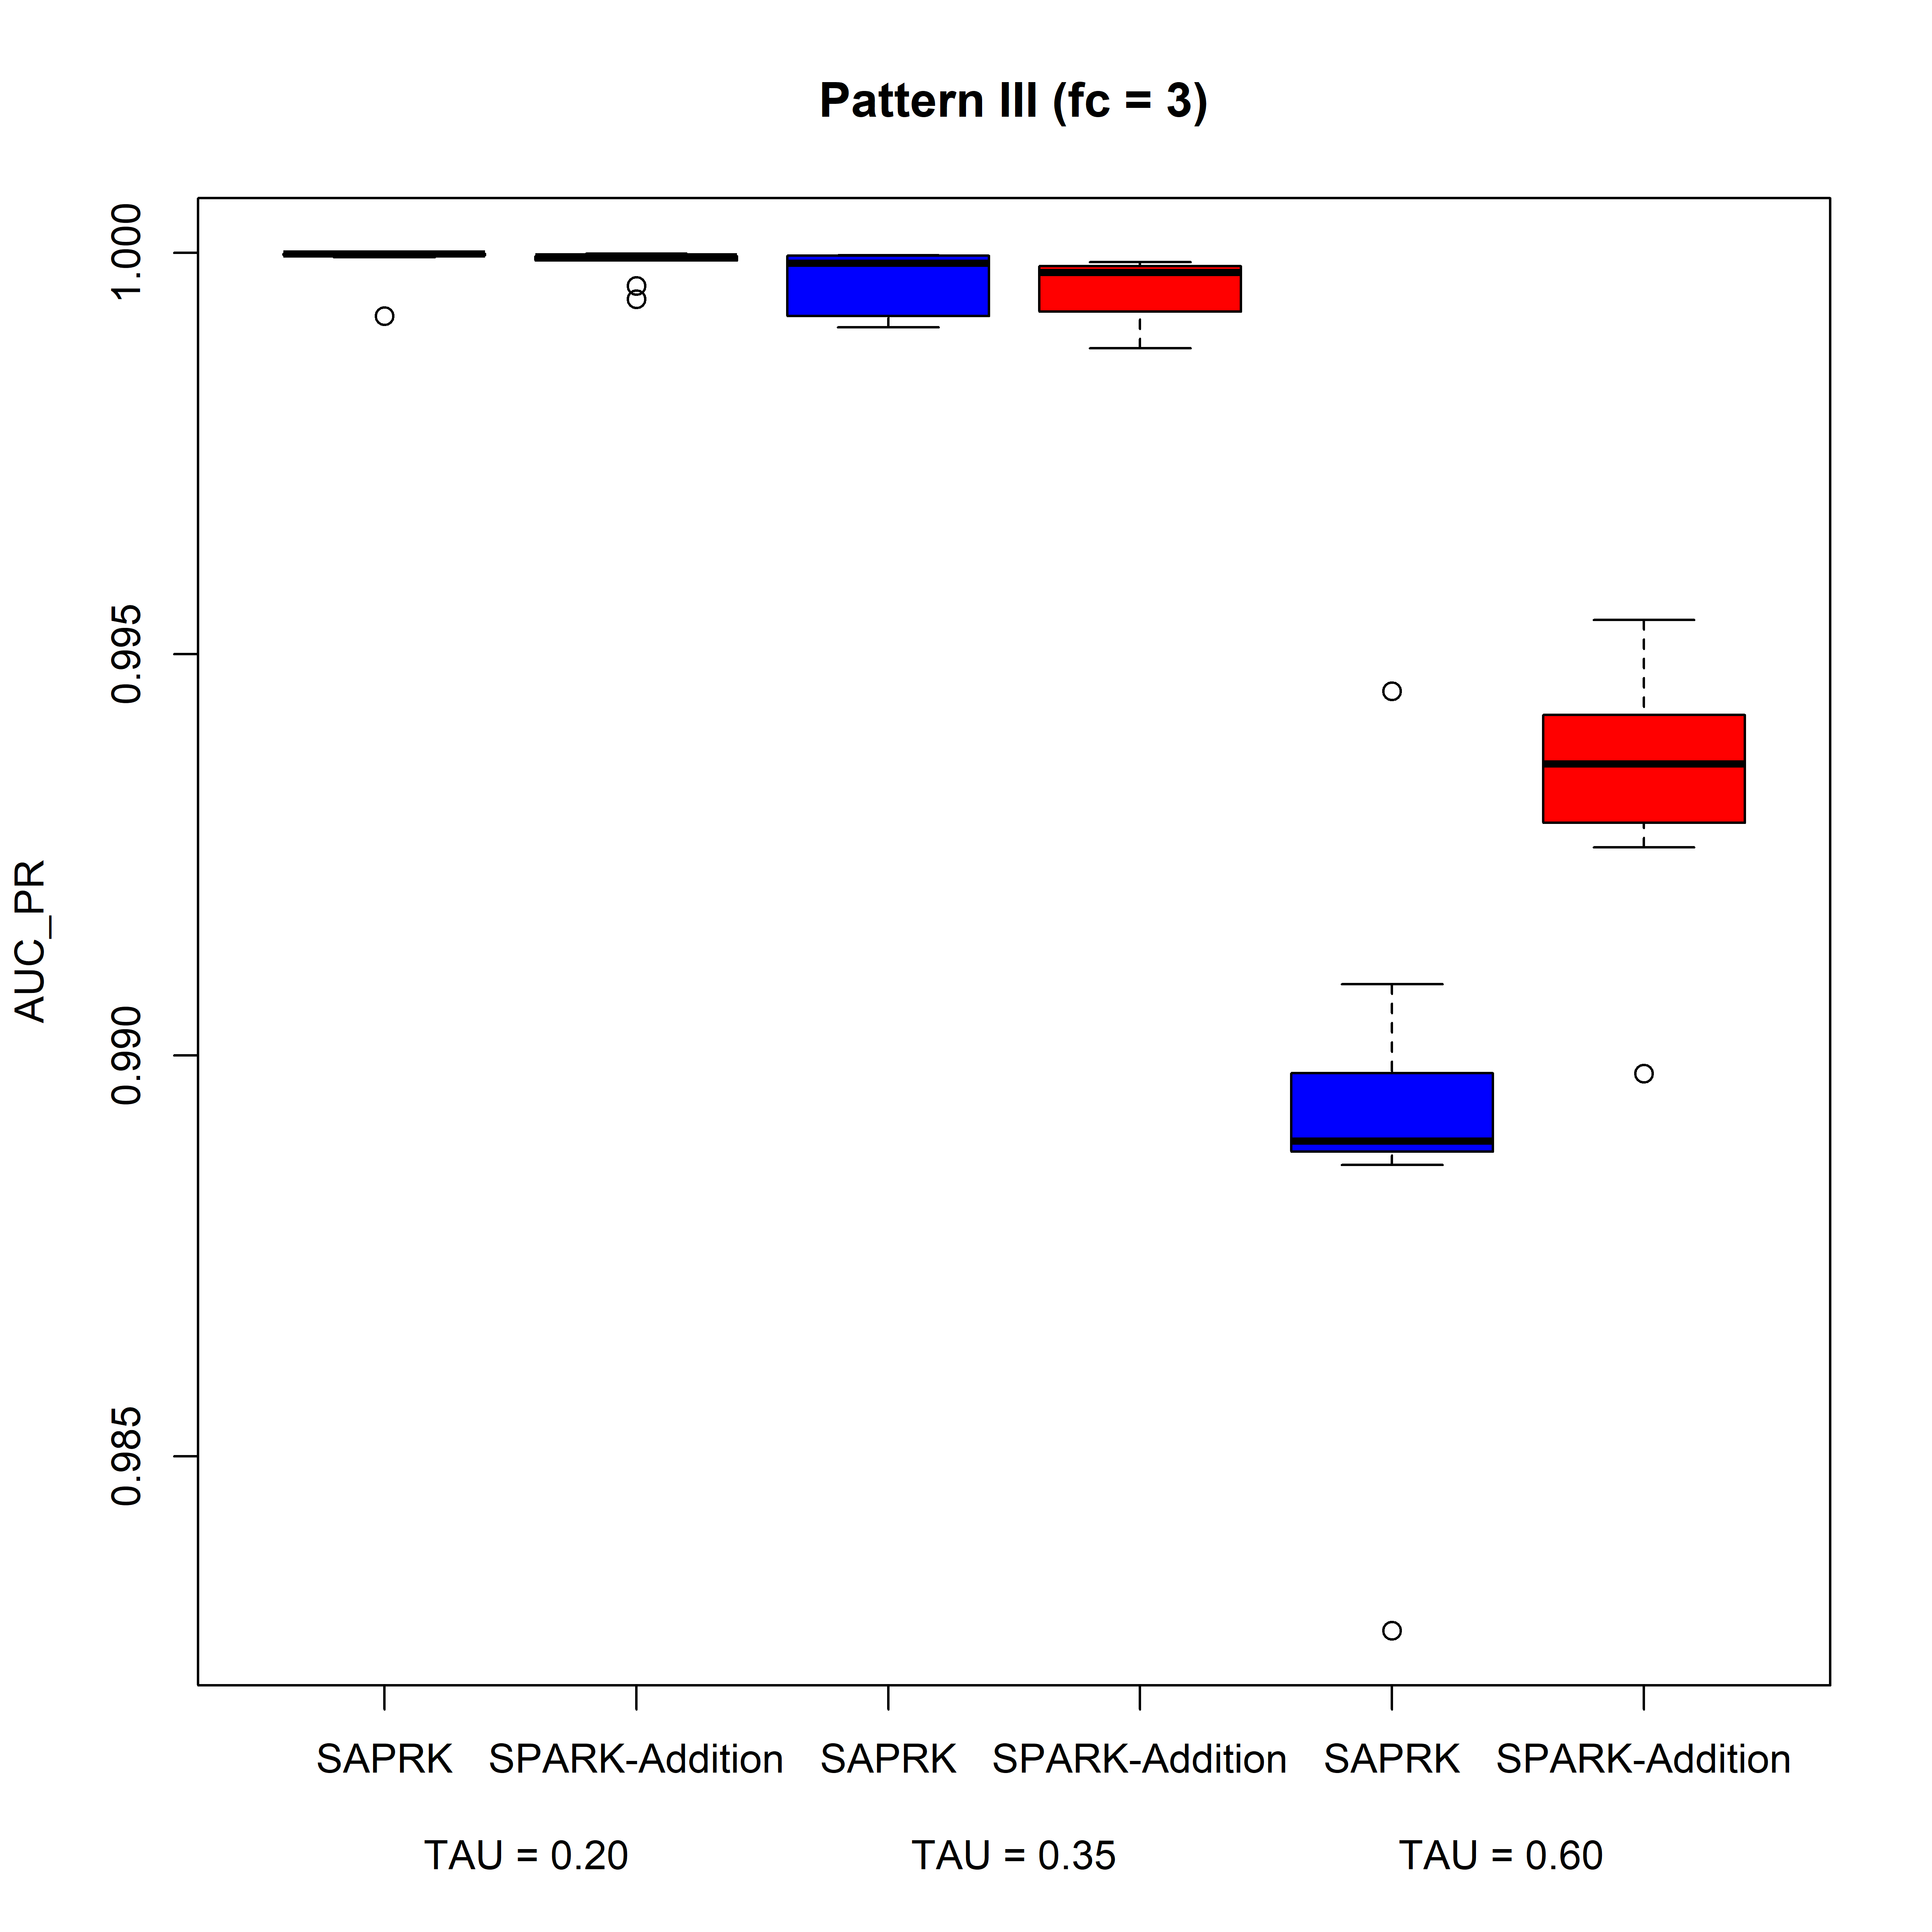 Pattern III (fc = 3)
AUC_PR
1.000
0.995
0.990
0.985
SAPRK SPARK-Addition SAPRK SPARK-Addition SAPRK SPARK-Addition
TAU = 0.20 TAU = 0.35 TAU = 0.60